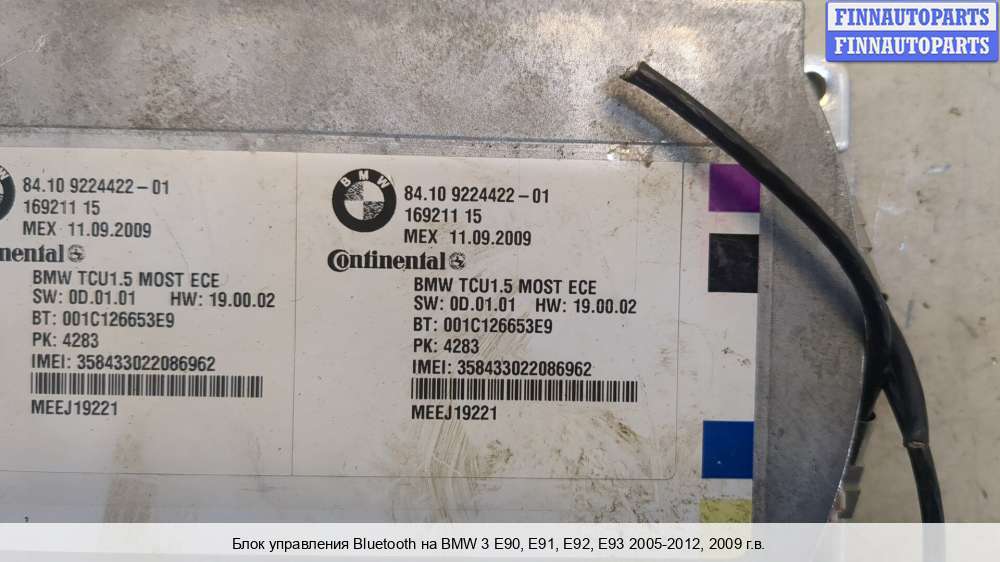 FINNAUTOPARTS
FINNAUTOPARTS
84.10 9224422-01
169211 15
MEX 11.09.2009
nental
BMW TCU1.5 MOST ECE
SW: 0D.01.01 HW: 19.00.02
BT: 001C126653E9
PK: 4283
IMEI: 358433022086962
MEEJ19221
BMW
84.10 9224422-01
169211 15
MEX 11.09.2009
Continental
BMW TCU1.5 MOST ECE
SW: 0D.01.01 HW: 19.00.02
BT: 001C126653E9
PK: 4283
IMEI: 358433022086962
MEEJ19221
Блок управления Bluetooth на BMW 3 E90, E91, E92, E93 2005-2012, 2009 г.в.